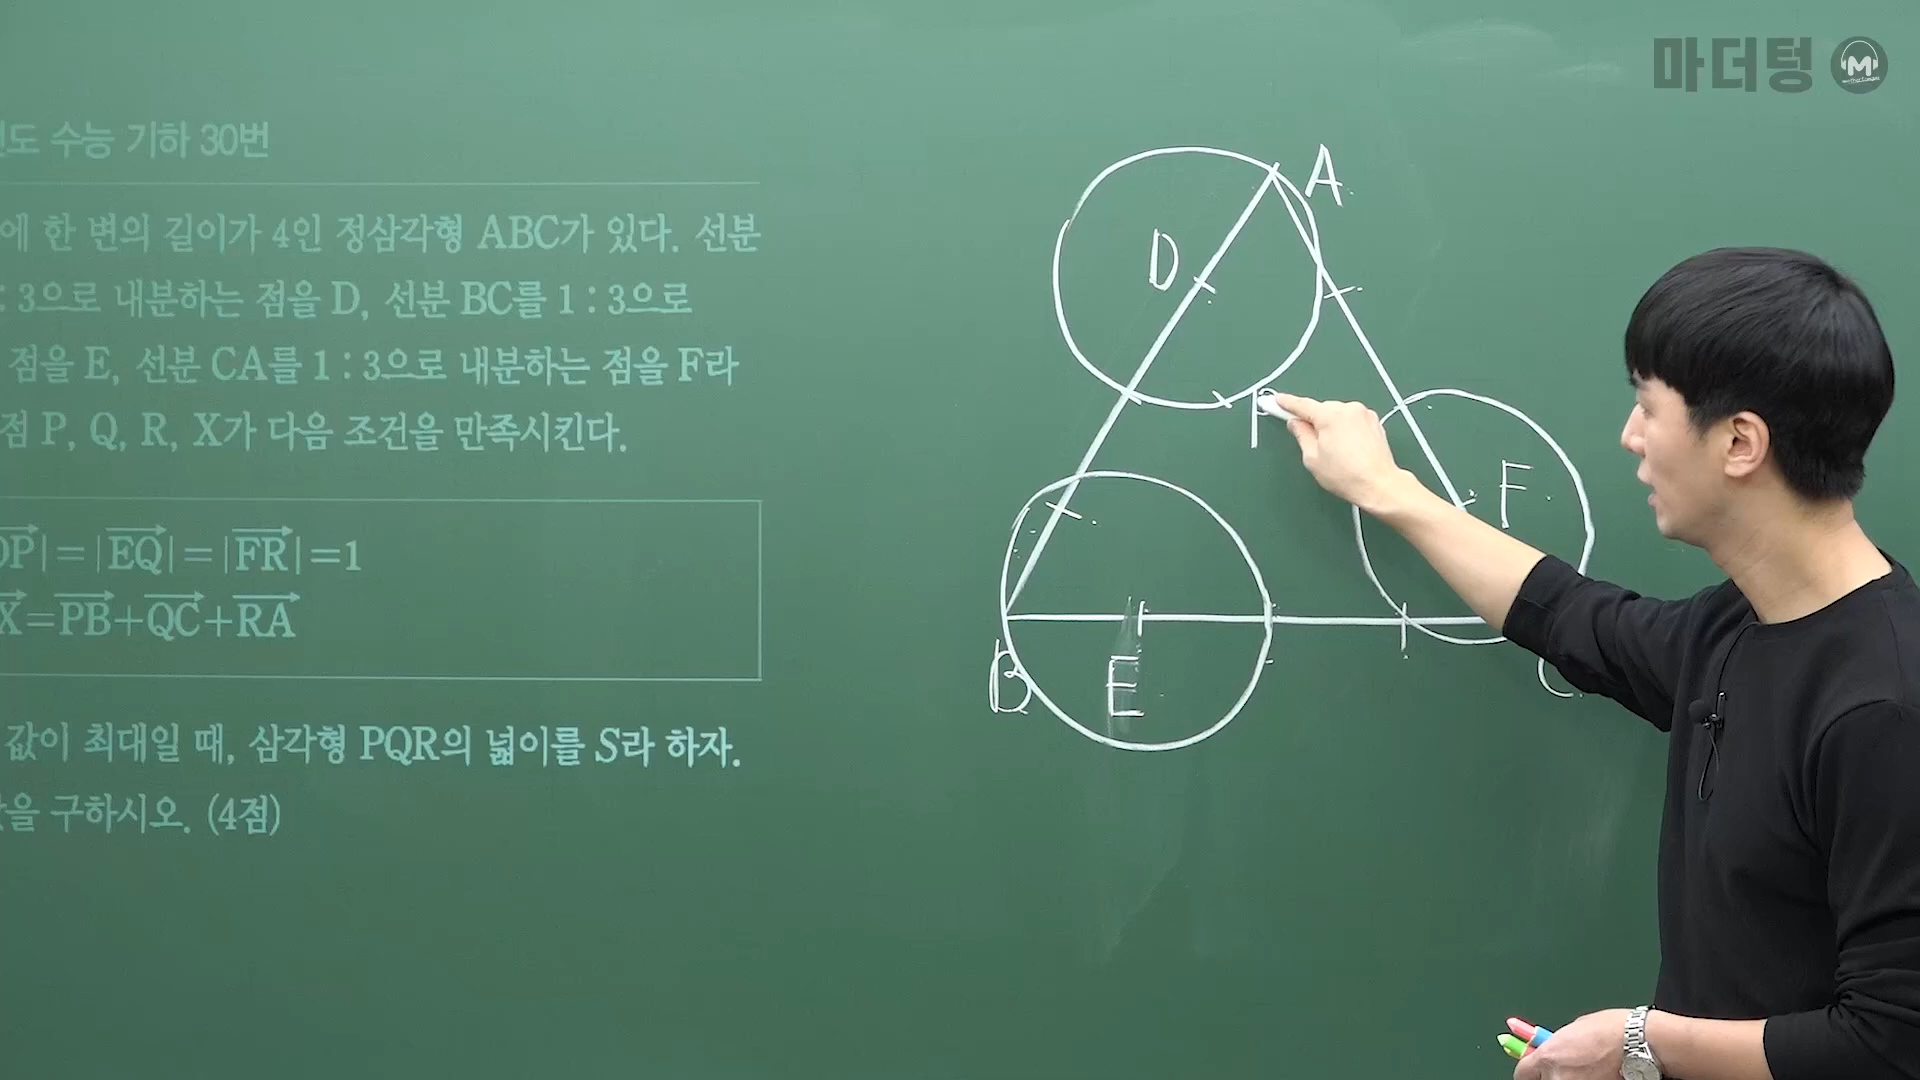 마더텅
수능 기하 30번
에 한 변의 길이가 4인 정삼각형 ABC가 있다. 선분
: 3으로 내분하는 점을 D, 선분 BC를 1 : 3으로
점을 E, 선분 CA를 1 : 3으로 내분하는 점을 F라
점 P, Q, R, X가 다음 조건을 만족시킨다.
P|=|EQ|=|FR|=1
X=PB+QC+RA
값이 최대일 때, 삼각형 PQR의 넓이를 S라 하자.
구하시오. (4점)
A
D
F
B
E
C